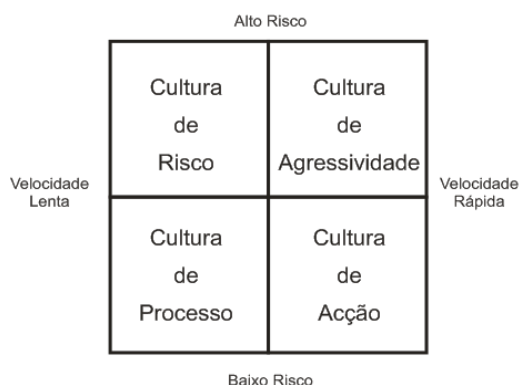 Alto Risco
Cultura
de
Risco
Cultura
de
Agressividade
Velocidade
Lenta
Velocidade
Rápida
Cultura
de
Processo
Cultura
de
Acção
Baixo Risco